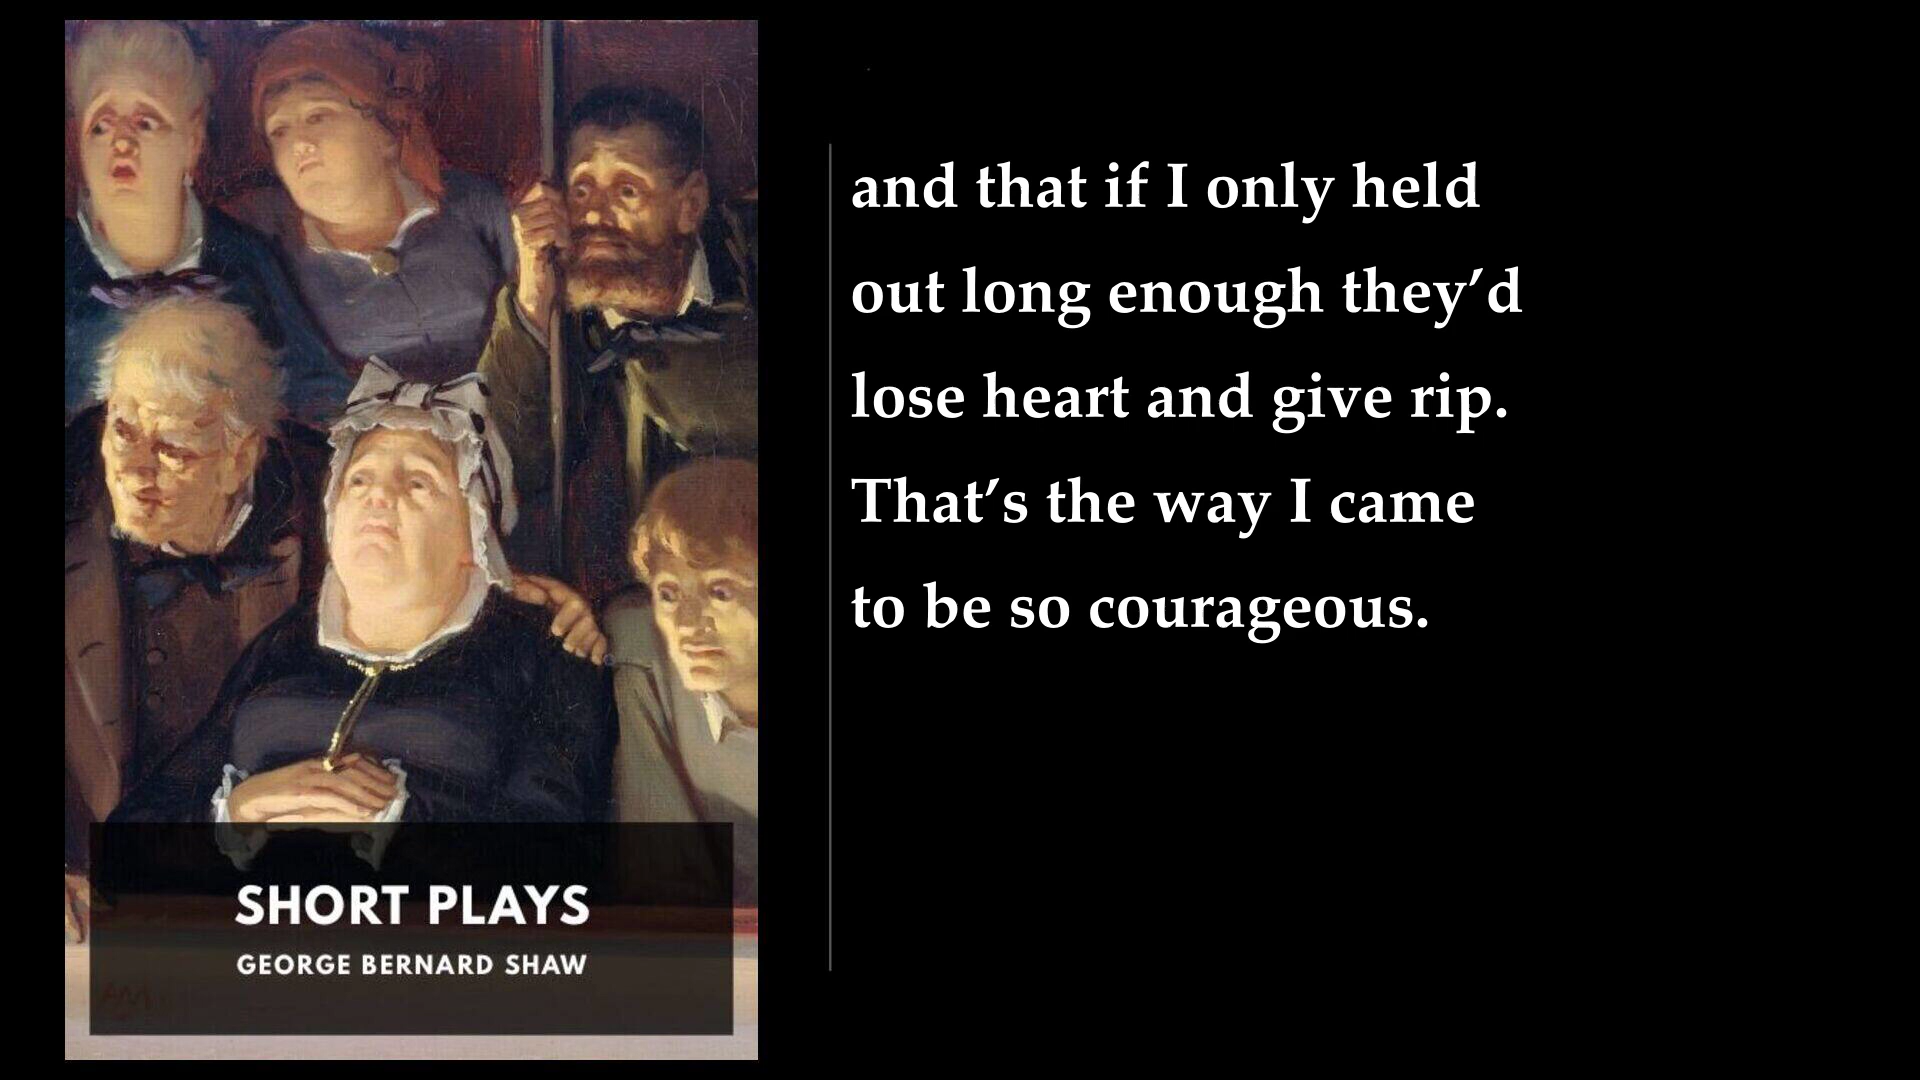 and that if I only held
out long enough they’d
lose heart and give rip.
That’s the way I came
to be so courageous.
SHORT PLAYS
GEORGE BERNARD SHAW